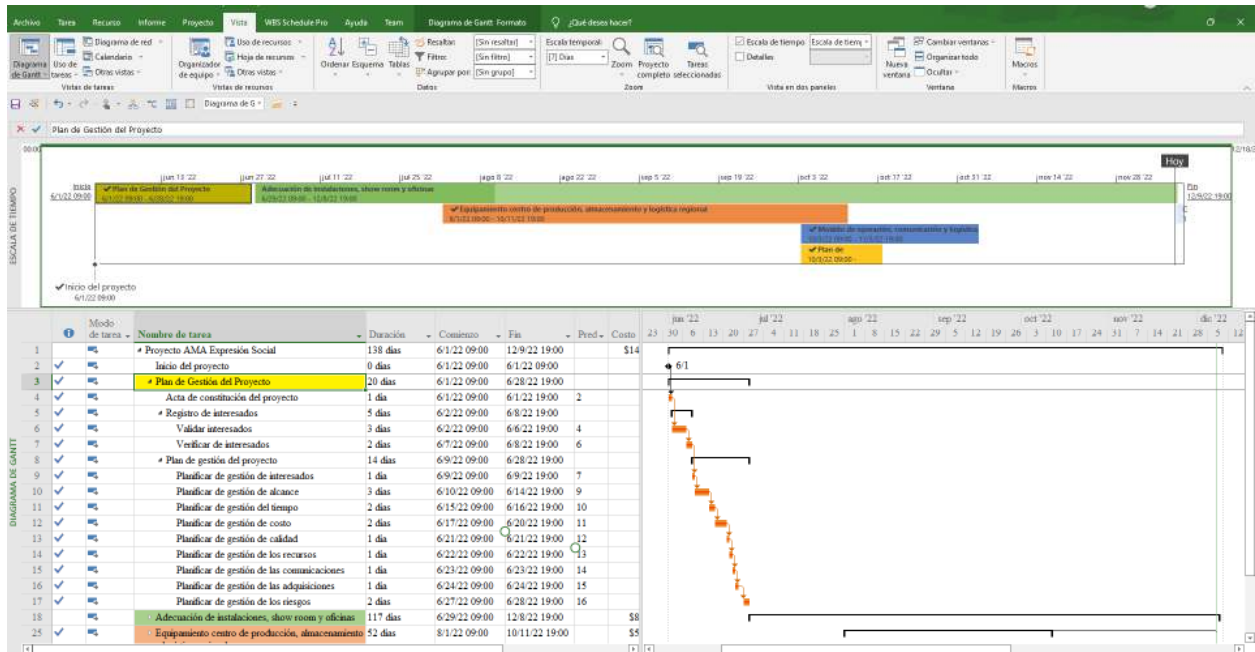 Archivo Tarea Recurso Informe Proyecto Vista WBS Schedule Pro Ayuda Team Diagrama de Gantt: Formato ¿Qué deseas hacer?
Diagrama de Gantt
Uso de tareas
Diagrama de red
Calendario
Otras vistas
Vistas de tareas
Organizador de equipo
Uso de recursos
Hoja de recursos
Otras vistas
Vistas de recursos
Ordenar Esquema Tablas
Resaltar: [Sin resaltar]
Filtro: [Sin filtro]
Agrupar por: [Sin grupo]
Datos
Escala temporal:
[7] Días
Zoom
Proyecto completo
Tareas seleccionadas
Zoom
Escala de tiempo Escala de tiem
Detalles
Vista en dos paneles
Nueva ventana
Cambiar ventanas
Organizar todo
Ocultar
Ventana
Macros
Macros
Diagrama de G
Plan de Gestión del Proyecto
ESCALA DE TIEMPO
Hoy
jun 13 '22 jun 27 '22 jul 11 '22 jul 25 '22 ago 8 '22 ago 22 '22 sep 5 '22 sep 19 '22 oct 3 '22 oct 17 '22 oct 31 '22 nov 14 '22 nov 28 '22
Inicio
6/1/22 09:00
Plan de Gestión del Proyecto
6/1/22 09:00 - 6/28/22 19:00
Adecuación de instalaciones, show room y oficinas
6/29/22 09:00 - 12/8/22 19:00
Fin
12/9/22 19:00
Equipamiento centro de producción, almacenamiento y logística regional
8/1/22 09:00 - 10/11/22 19:00
Modelo de operación, comunicación y logística
Plan de
10/3/22 09:00 -
Inicio del proyecto
6/1/22 09:00
DIAGRAMA DE GANTT
Modo de tarea Nombre de tarea Duración Comienzo Fin Pred Costo
jun '22 jul '22 ago '22 sep '22 oct '22 nov '22 dic '22
23 30 6 13 20 27 4 11 18 25 1 8 15 22 29 5 12 19 26 3 10 17 24 31 7 14 21 28 5 12
1 Proyecto AMA Expresión Social 138 días 6/1/22 09:00 12/9/22 19:00 $14
2 Inicio del proyecto 0 días 6/1/22 09:00 6/1/22 09:00 6/1
3 Plan de Gestión del Proyecto 20 días 6/1/22 09:00 6/28/22 19:00
4 Acta de constitución del proyecto 1 día 6/1/22 09:00 6/1/22 19:00 2
5 Registro de interesados 5 días 6/2/22 09:00 6/8/22 19:00
6 Validar interesados 3 días 6/2/22 09:00 6/6/22 19:00 4
7 Verificar de interesados 2 días 6/7/22 09:00 6/8/22 19:00 6
8 Plan de gestión del proyecto 14 días 6/9/22 09:00 6/28/22 19:00
9 Planificar de gestión de interesados 1 día 6/9/22 09:00 6/9/22 19:00 7
10 Planificar de gestión de alcance 3 días 6/10/22 09:00 6/14/22 19:00 9
11 Planificar de gestión del tiempo 2 días 6/15/22 09:00 6/16/22 19:00 10
12 Planificar de gestión de costo 2 días 6/17/22 09:00 6/20/22 19:00 11
13 Planificar de gestión de calidad 1 día 6/21/22 09:00 6/21/22 19:00 12
14 Planificar de gestión de los recursos 1 día 6/22/22 09:00 6/22/22 19:00 13
15 Planificar de gestión de las comunicaciones 1 día 6/23/22 09:00 6/23/22 19:00 14
16 Planificar de gestión de las adquisiciones 1 día 6/24/22 09:00 6/24/22 19:00 15
17 Planificar de gestión de los riesgos 2 días 6/27/22 09:00 6/28/22 19:00 16
18 Adecuación de instalaciones, show room y oficinas 117 días 6/29/22 09:00 12/8/22 19:00 $8
25 Equipamiento centro de producción, almacenamiento 52 días 8/1/22 09:00 10/11/22 19:00 $5